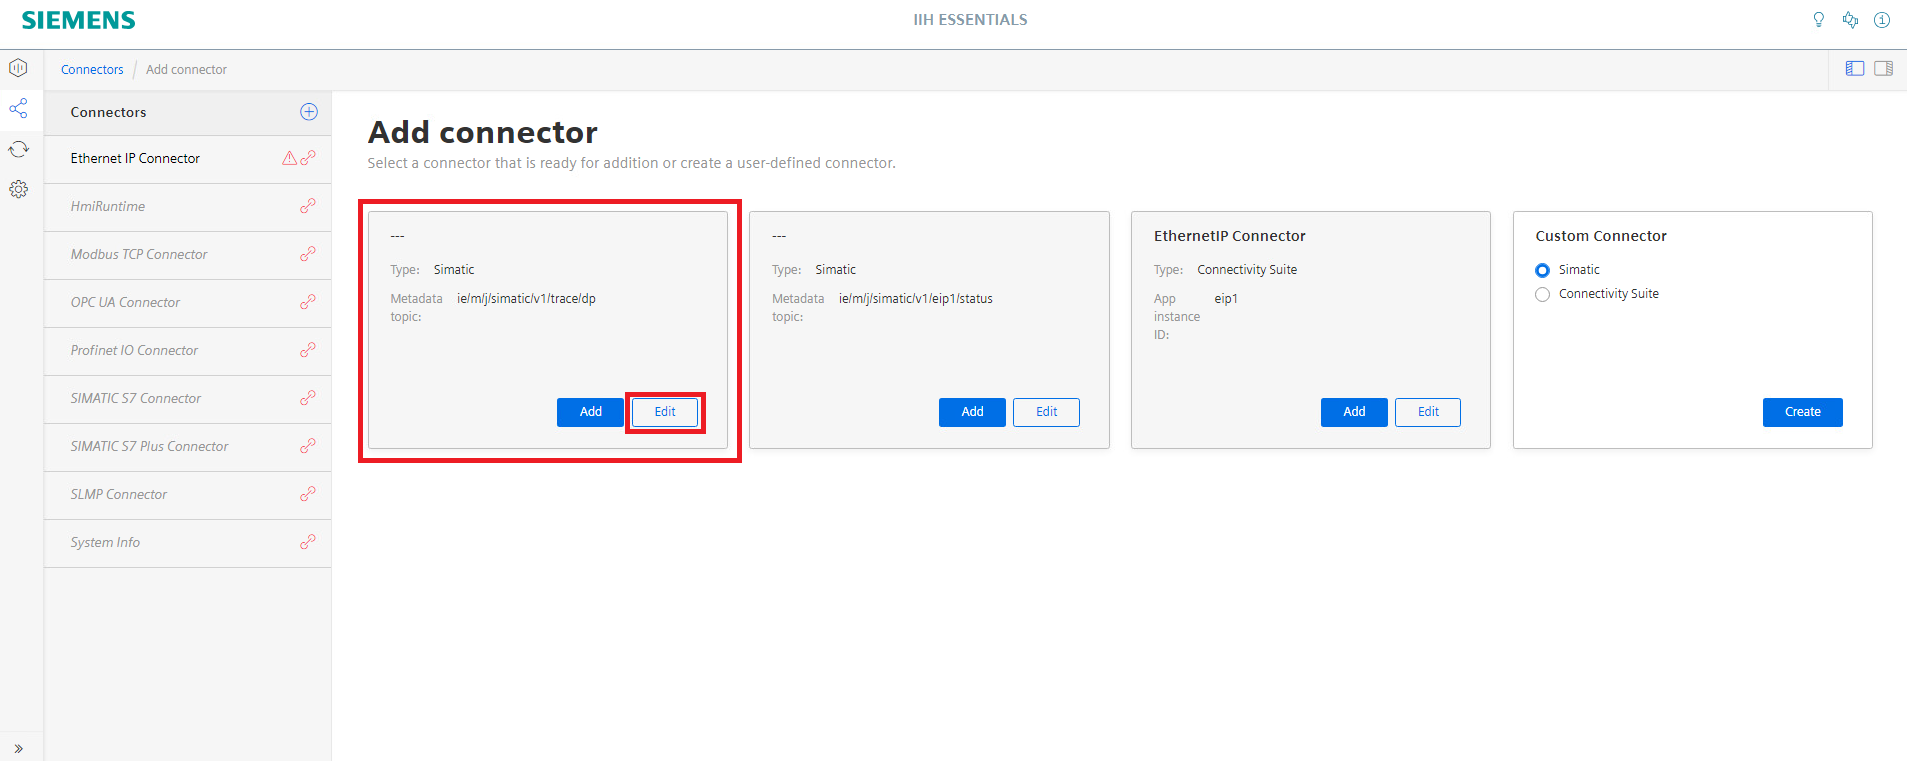 SIEMENS
IIH ESSENTIALS
Connectors / Add connector
Connectors
Ethernet IP Connector
HmiRuntime
Modbus TCP Connector
OPC UA Connector
Profinet IO Connector
SIMATIC S7 Connector
SIMATIC S7 Plus Connector
SLMP Connector
System Info
Add connector
Select a connector that is ready for addition or create a user-defined connector.
---
Type: Simatic
Metadata topic: ie/m/j/simatic/v1/trace/dp
Add Edit
---
Type: Simatic
Metadata topic: ie/m/j/simatic/v1/eip1/status
Add Edit
EthernetIP Connector
Type: Connectivity Suite
App instance ID: eip1
Add Edit
Custom Connector
Simatic
Connectivity Suite
Create